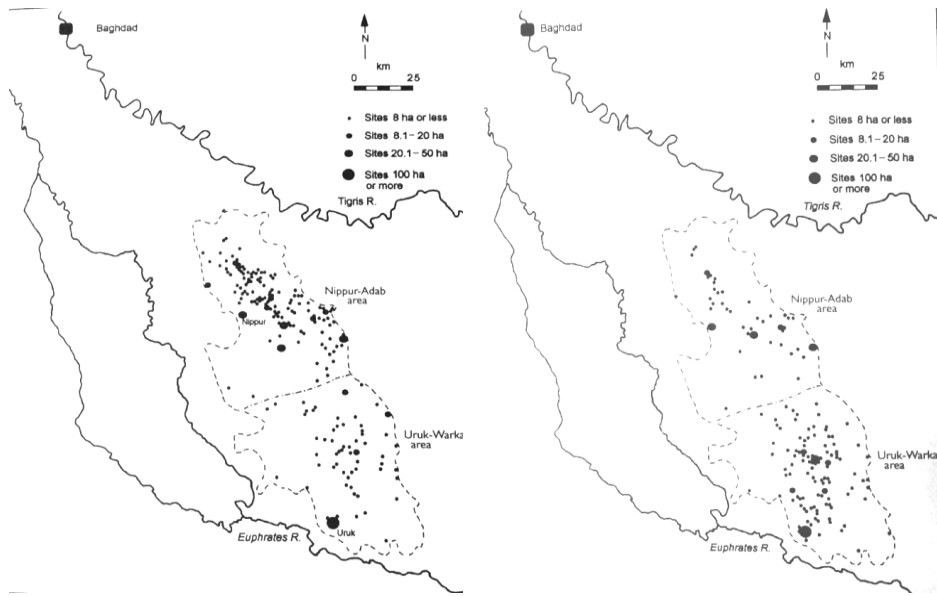 Baghdad
N
km
0 25
Sites 8 ha or less
Sites 8.1 – 20 ha
Sites 20.1 – 50 ha
Sites 100 ha
or more
Tigris R.
Nippur-Adab
area
Nippur
Uruk-Warka
area
Uruk
Euphrates R.
Baghdad
N
km
0 25
Sites 8 ha or less
Sites 8.1 – 20 ha
Sites 20.1 – 50 ha
Sites 100 ha
or more
Tigris R.
Nippur-Adab
area
Uruk-Warka
area
Euphrates R.